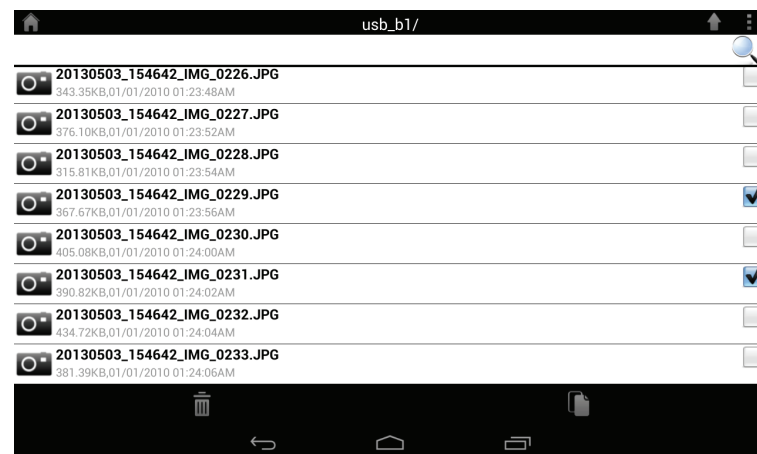 usb_b1/
20130503_154642_IMG_0226.JPG
343.35KB,01/01/2010 01:23:48AM
20130503_154642_IMG_0227.JPG
376.10KB,01/01/2010 01:23:52AM
20130503_154642_IMG_0228.JPG
315.81KB,01/01/2010 01:23:54AM
20130503_154642_IMG_0229.JPG
367.67KB,01/01/2010 01:23:56AM
20130503_154642_IMG_0230.JPG
405.08KB,01/01/2010 01:24:00AM
20130503_154642_IMG_0231.JPG
390.82KB,01/01/2010 01:24:02AM
20130503_154642_IMG_0232.JPG
434.72KB,01/01/2010 01:24:04AM
20130503_154642_IMG_0233.JPG
381.39KB,01/01/2010 01:24:06AM